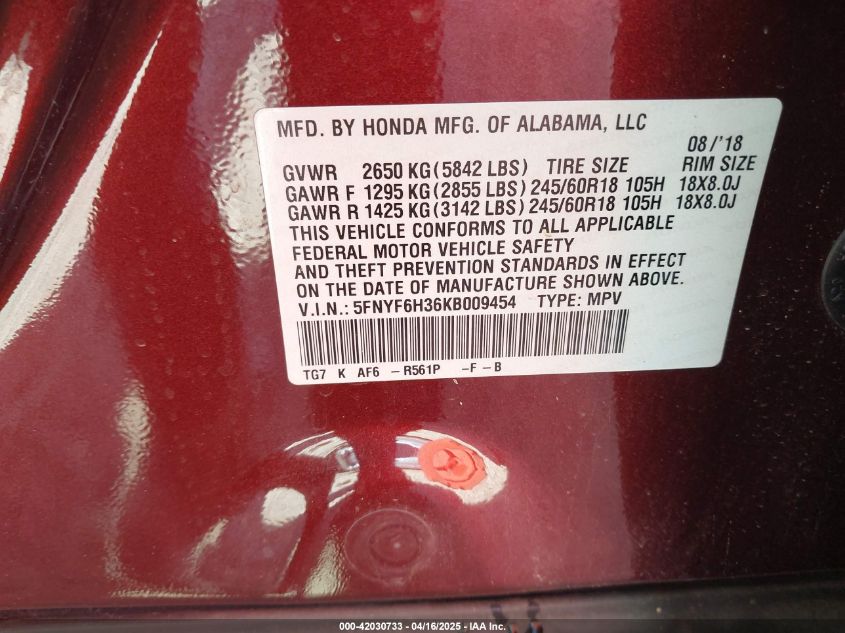 MFD. BY HONDA MFG. OF ALABAMA, LLC
08/'18
GVWR 2650 KG(5842 LBS) TIRE SIZE RIM SIZE
GAWR F 1295 KG(2855 LBS) 245/60R18 105H 18X8.0J
GAWR R 1425 KG(3142 LBS) 245/60R18 105H 18X8.0J
THIS VEHICLE CONFORMS TO ALL APPLICABLE
FEDERAL MOTOR VEHICLE SAFETY
AND THEFT PREVENTION STANDARDS IN EFFECT
ON THE DATE OF MANUFACTURE SHOWN ABOVE.
V.I.N.: 5FNYF6H36KB009454 TYPE: MPV
TG7 K AF6 -R561P -F-B
000-42030733 - 04/16/2025 - IAA Inc.